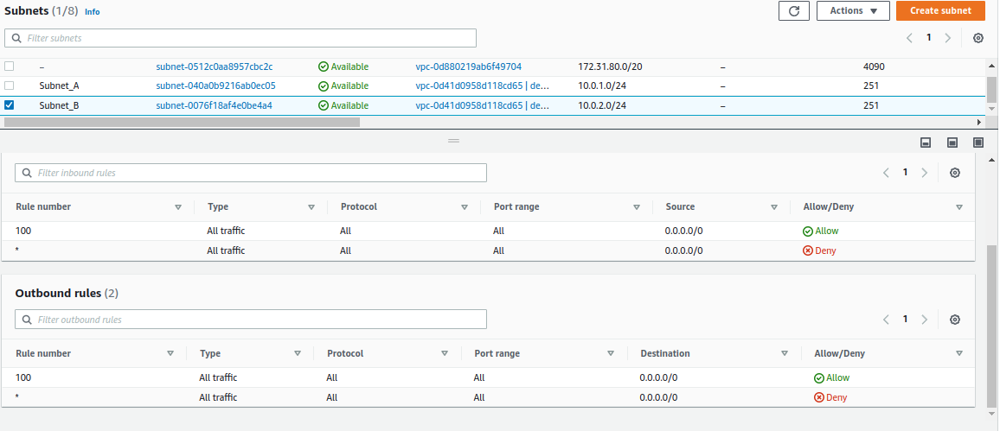 Subnets (1/8) Info Actions Create subnet
Filter subnets 1
– subnet-0512c0aa8957cbc2c Available vpc-0d880219ab6f49704 172.31.80.0/20 – 4090
Subnet_A subnet-040a0b9216ab0ec05 Available vpc-0d41d0958d118cd65 | de... 10.0.1.0/24 – 251
Subnet_B subnet-0076f18af4e0be4a4 Available vpc-0d41d0958d118cd65 | de... 10.0.2.0/24 – 251
Filter inbound rules 1
Rule number Type Protocol Port range Source Allow/Deny
100 All traffic All All 0.0.0.0/0 Allow
* All traffic All All 0.0.0.0/0 Deny
Outbound rules (2)
Filter outbound rules 1
Rule number Type Protocol Port range Destination Allow/Deny
100 All traffic All All 0.0.0.0/0 Allow
* All traffic All All 0.0.0.0/0 Deny